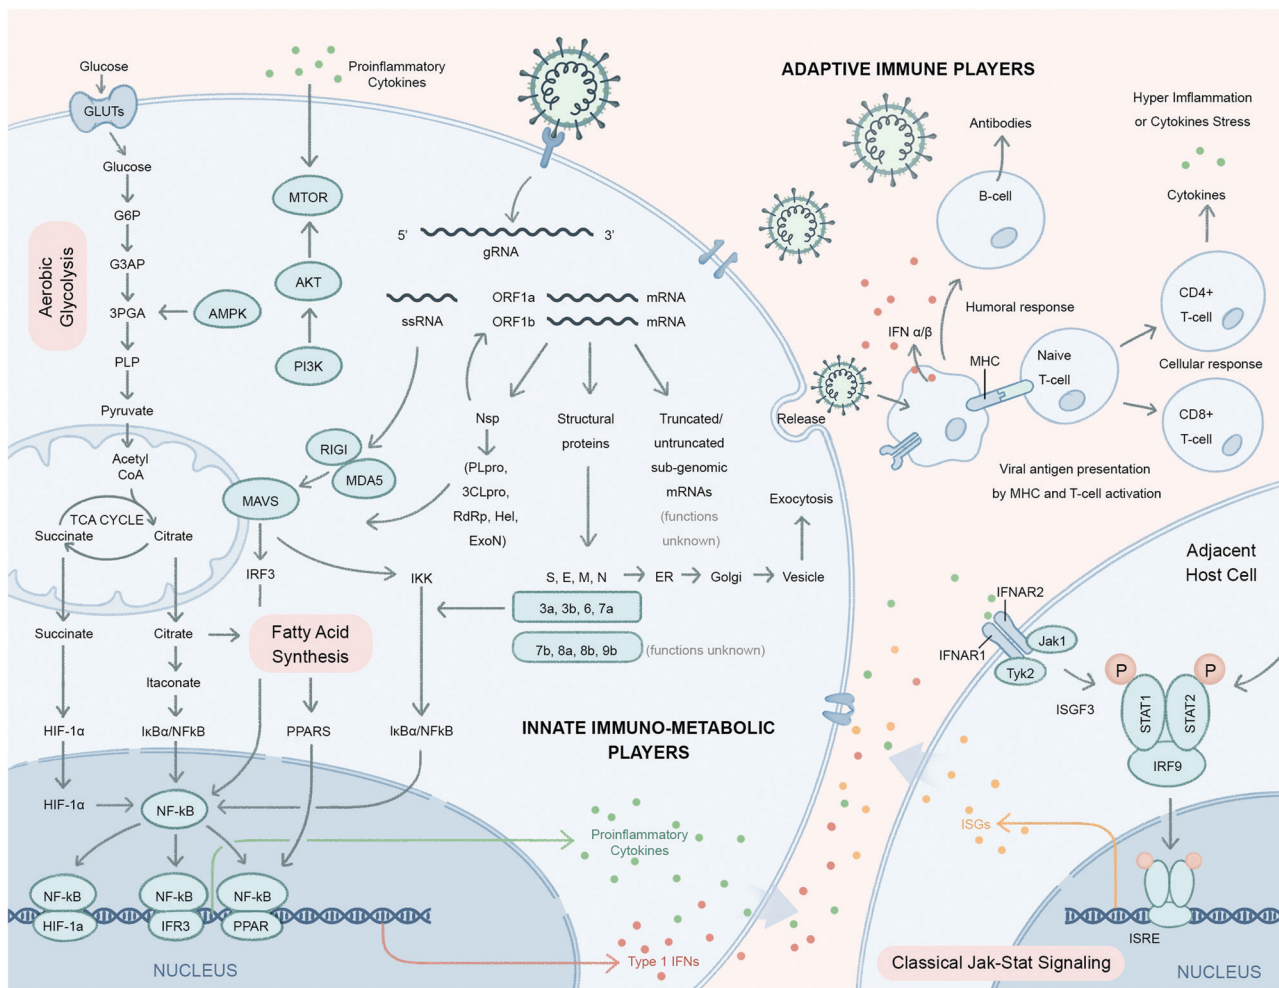 Glucose
GLUTs
Glucose
G6P
G3AP
3PGA
PLP
Pyruvate
Acetyl
CoA
TCA CYCLE
Succinate
Citrate
Succinate
Citrate
Itaconate
HIF-1α
IκBα/NFkB
HIF-1α
Aerobic
Glycolysis
AMPK
Proinflammatory
Cytokines
MTOR
AKT
PI3K
5'
3'
gRNA
ssRNA
ORF1a
mRNA
ORF1b
mRNA
RIGI
MDA5
MAVS
IRF3
Nsp
(PLpro,
3CLpro,
RdRp, Hel,
ExoN)
Structural
proteins
Truncated/
untruncated
sub-genomic
mRNAs
(functions
unknown)
Release
Exocytosis
IKK
S, E, M, N
ER
Golgi
Vesicle
3a, 3b, 6, 7a
7b, 8a, 8b, 9b
(functions unknown)
Fatty Acid
Synthesis
PPARS
IκBα/NFkB
INNATE IMMUNO-METABOLIC
PLAYERS
NF-kB
NF-kB
HIF-1a
NF-kB
IFR3
NF-kB
PPAR
NUCLEUS
Proinflammatory
Cytokines
Type 1 IFNs
ADAPTIVE IMMUNE PLAYERS
Antibodies
B-cell
Hyper Imflammation
or Cytokines Stress
Cytokines
CD4+
T-cell
Humoral response
IFN α/β
MHC
Naive
T-cell
Cellular response
CD8+
T-cell
Viral antigen presentation
by MHC and T-cell activation
Adjacent
Host Cell
IFNAR2
IFNAR1
Jak1
Tyk2
ISGF3
P
P
STAT1
STAT2
IRF9
ISGs
ISRE
Classical Jak-Stat Signaling
NUCLEUS